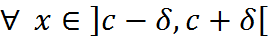 ∀ x ∈ ]c − δ, c + δ[